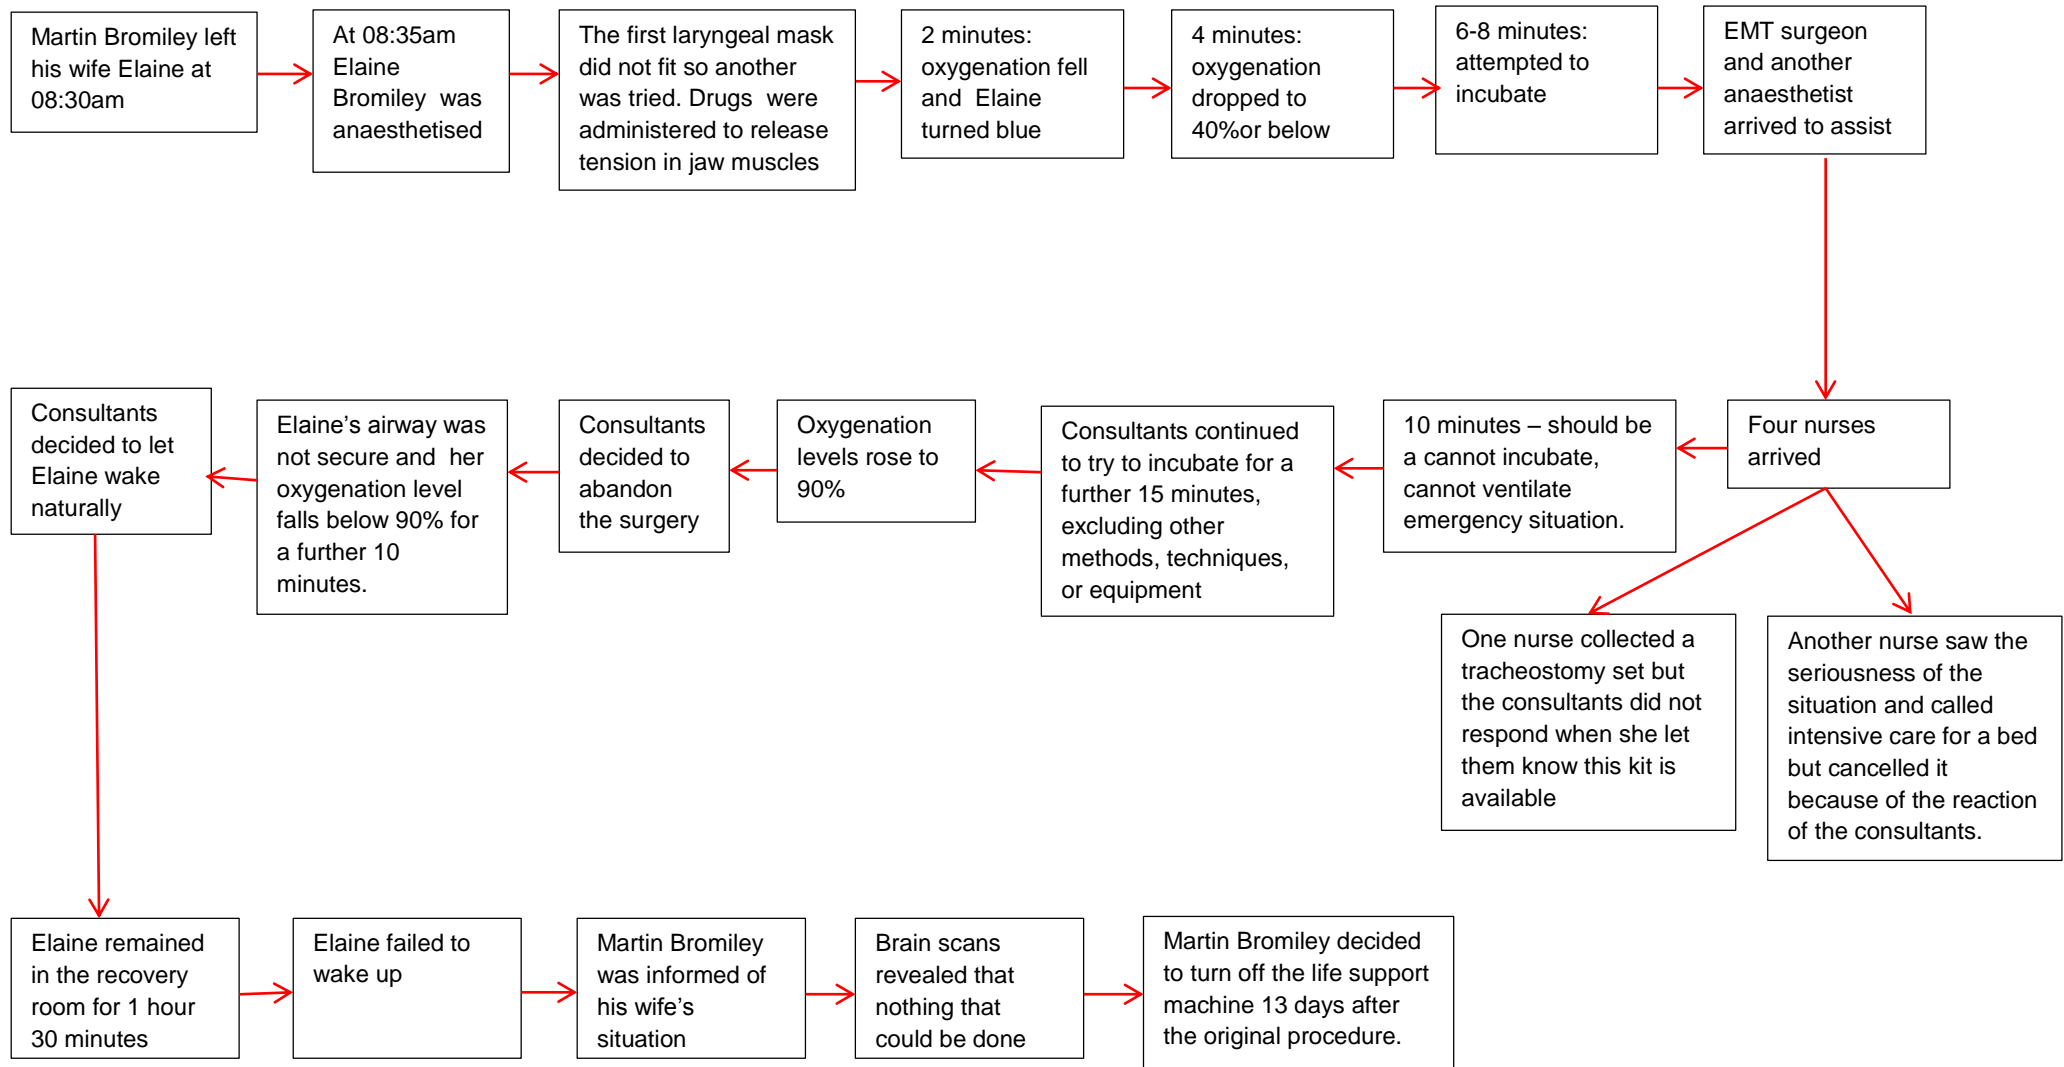 Martin Bromiley left
his wife Elaine at
08:30am
At 08:35am
Elaine
Bromiley was
anaesthetised
The first laryngeal mask
did not fit so another
was tried. Drugs were
administered to release
tension in jaw muscles
2 minutes:
oxygenation fell
and Elaine
turned blue
4 minutes:
oxygenation
dropped to
40%or below
6-8 minutes:
attempted to
incubate
EMT surgeon
and another
anaesthetist
arrived to assist
Four nurses
arrived
One nurse collected a
tracheostomy set but
the consultants did not
respond when she let
them know this kit is
available
Another nurse saw the
seriousness of the
situation and called
intensive care for a bed
but cancelled it
because of the reaction
of the consultants.
10 minutes – should be
a cannot incubate,
cannot ventilate
emergency situation.
Consultants continued
to try to incubate for a
further 15 minutes,
excluding other
methods, techniques,
or equipment
Oxygenation
levels rose to
90%
Consultants
decided to
abandon
the surgery
Elaine’s airway was
not secure and her
oxygenation level
falls below 90% for
a further 10
minutes.
Consultants
decided to let
Elaine wake
naturally
Elaine remained
in the recovery
room for 1 hour
30 minutes
Elaine failed to
wake up
Martin Bromiley
was informed of
his wife’s
situation
Brain scans
revealed that
nothing that
could be done
Martin Bromiley decided
to turn off the life support
machine 13 days after
the original procedure.